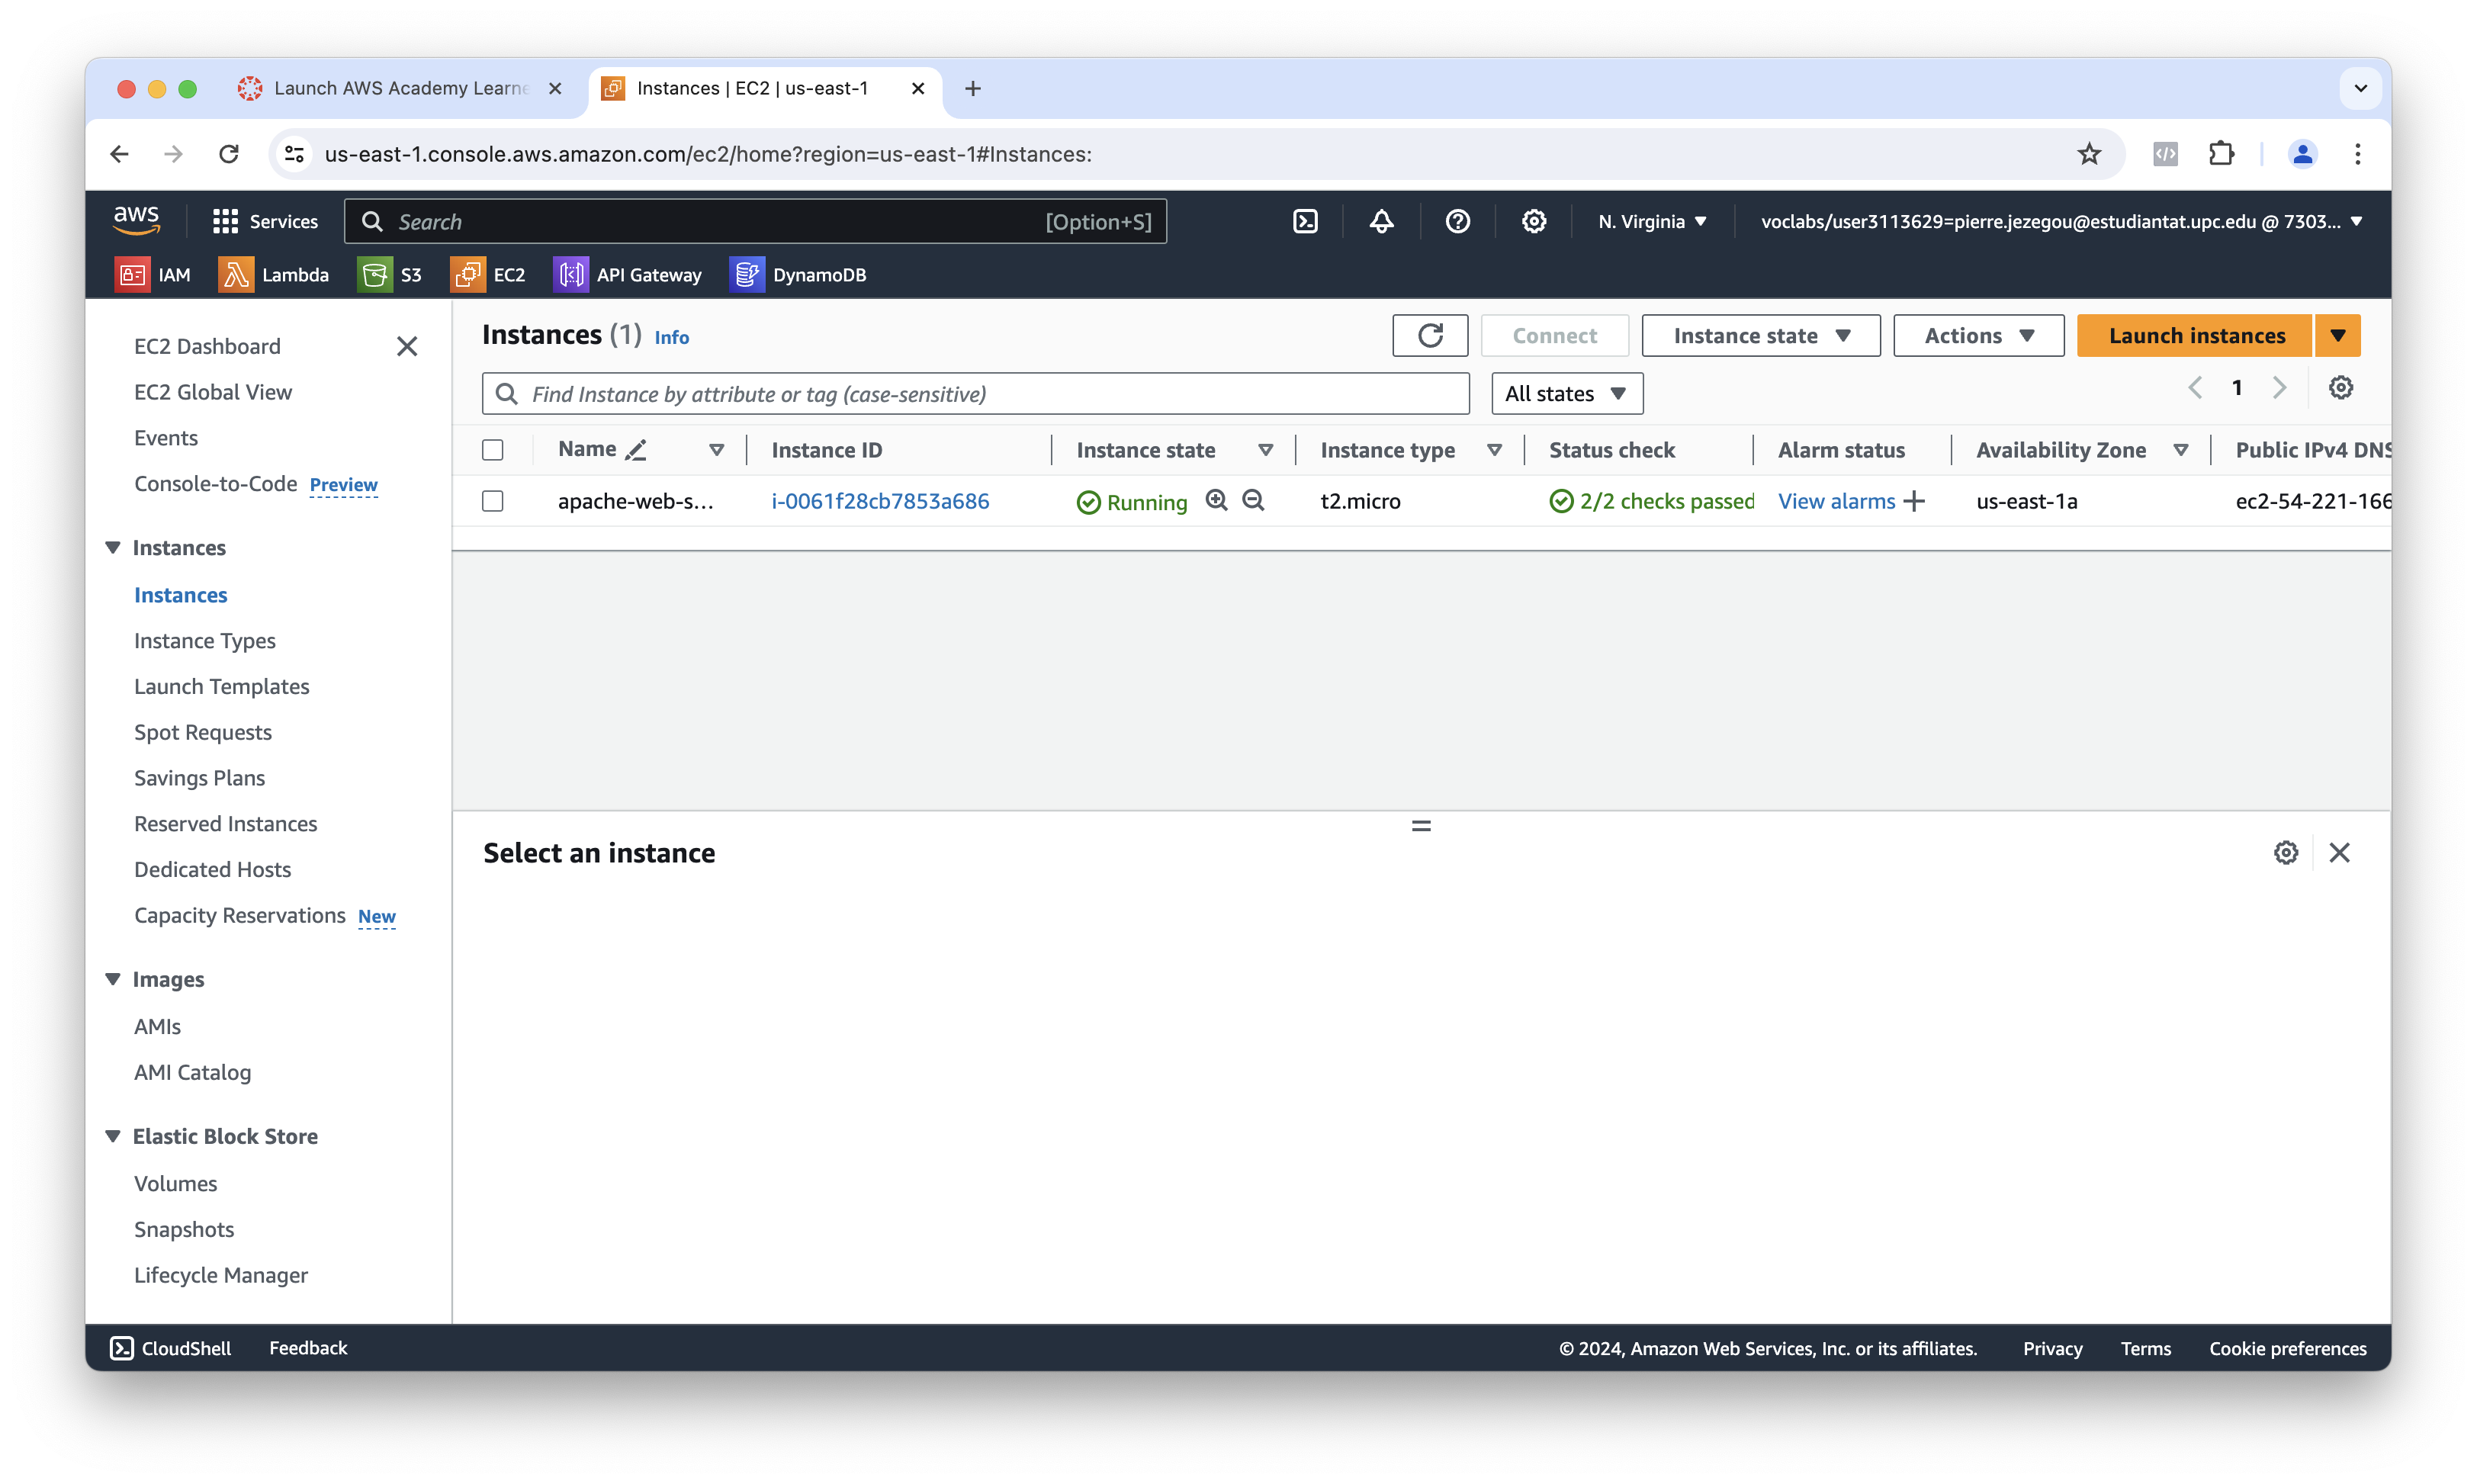 Launch AWS Academy Learne
Instances | EC2 | us-east-1
us-east-1.console.aws.amazon.com/ec2/home?region=us-east-1#Instances:
aws Services Search [Option+S] N. Virginia voclabs/user3113629=pierre.jezegou@estudiantat.upc.edu @ 7303...
IAM Lambda S3 EC2 API Gateway DynamoDB
EC2 Dashboard
EC2 Global View
Events
Console-to-Code Preview
Instances
Instances
Instance Types
Launch Templates
Spot Requests
Savings Plans
Reserved Instances
Dedicated Hosts
Capacity Reservations New
Images
AMIs
AMI Catalog
Elastic Block Store
Volumes
Snapshots
Lifecycle Manager
Instances (1) Info
Connect Instance state Actions Launch instances
Find Instance by attribute or tag (case-sensitive) All states 1
Name Instance ID Instance state Instance type Status check Alarm status Availability Zone Public IPv4 DNS
apache-web-s... i-0061f28cb7853a686 Running t2.micro 2/2 checks passed View alarms us-east-1a ec2-54-221-166
Select an instance
CloudShell Feedback © 2024, Amazon Web Services, Inc. or its affiliates. Privacy Terms Cookie preferences